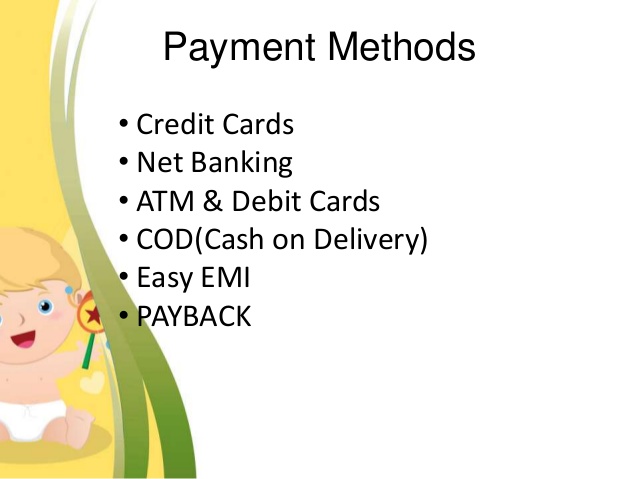 Payment Methods
• Credit Cards
• Net Banking
• ATM & Debit Cards
• COD(Cash on Delivery)
• Easy EMI
• PAYBACK